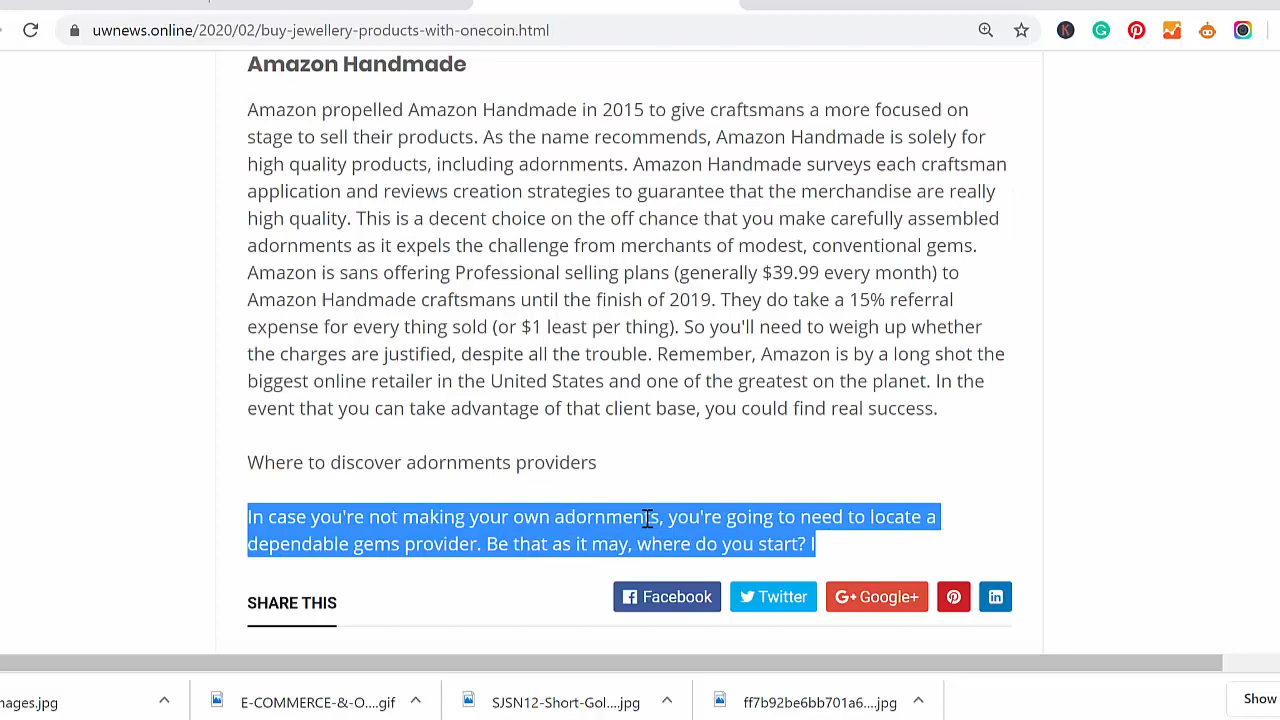 uwnews.online/2020/02/buy-jewellery-products-with-onecoin.html
Amazon Handmade
Amazon propelled Amazon Handmade in 2015 to give craftsmans a more focused on
stage to sell their products. As the name recommends, Amazon Handmade is solely for
high quality products, including adornments. Amazon Handmade surveys each craftsman
application and reviews creation strategies to guarantee that the merchandise are really
high quality. This is a decent choice on the off chance that you make carefully assembled
adornments as it expels the challenge from merchants of modest, conventional gems.
Amazon is sans offering Professional selling plans (generally $39.99 every month) to
Amazon Handmade craftsmans until the finish of 2019. They do take a 15% referral
expense for every thing sold (or $1 least per thing). So you'll need to weigh up whether
the charges are justified, despite all the trouble. Remember, Amazon is by a long shot the
biggest online retailer in the United States and one of the greatest on the planet. In the
event that you can take advantage of that client base, you could find real success.
Where to discover adornments providers
In case you're not making your own adornments, you're going to need to locate a
dependable gems provider. Be that as it may, where do you start? I
SHARE THIS
Facebook
Twitter
G+ Google+
in
mages.jpg
E-COMMERCE-&-O....gif
SJSN12-Short-Gol....jpg
ff7b92be6bb701a6....jpg
Show